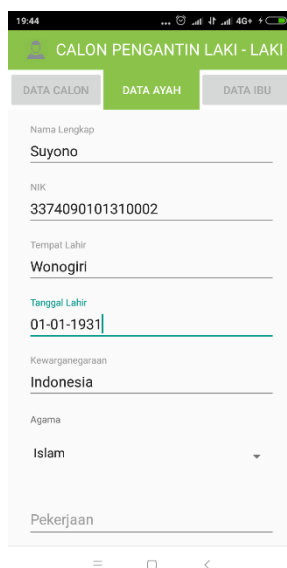 19:44 ... 4G+
CALON PENGANTIN LAKI - LAKI
DATA CALON DATA AYAH DATA IBU
Nama Lengkap
Suyono
NIK
3374090101310002
Tempat Lahir
Wonogiri
Tanggal Lahir
01-01-1931
Kewarganegaraan
Indonesia
Agama
Islam
Pekerjaan